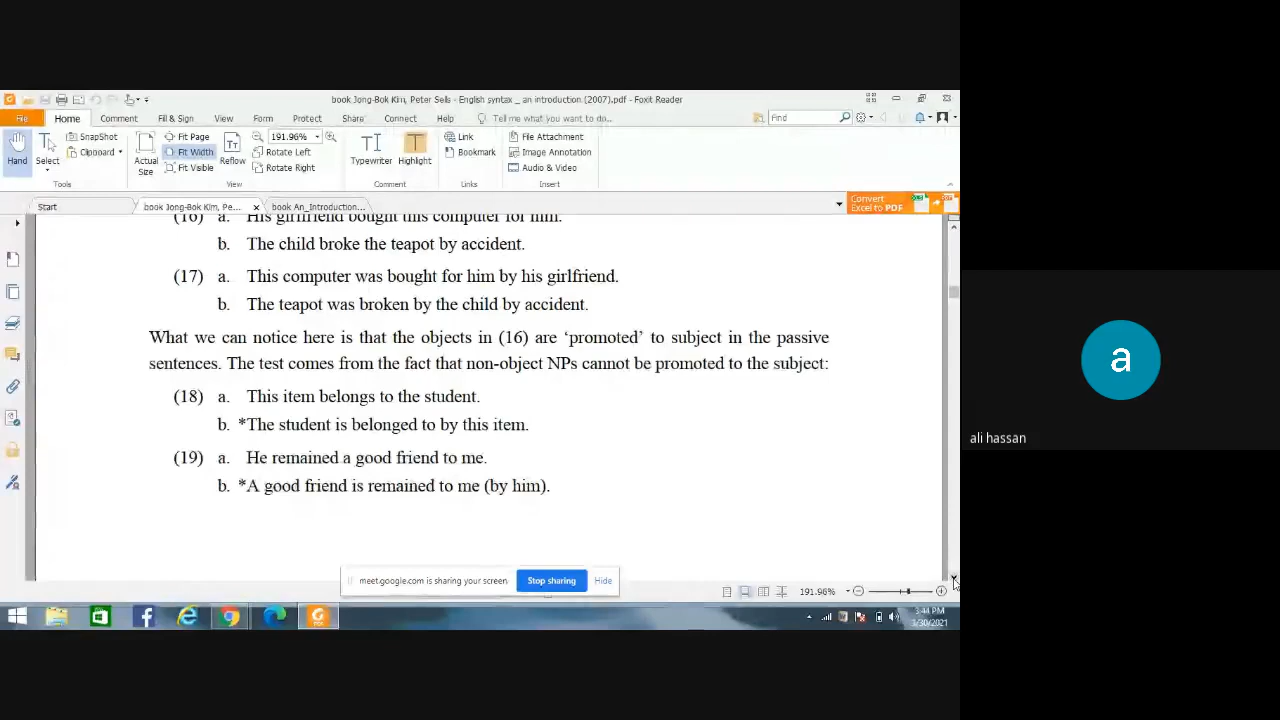 book Jong-Bok Kim, Peter Sells - English syntax _ an introduction (2007).pdf - Foxit Reader
File Home Comment Fill & Sign View Form Protect Share Connect Help Tell me what you want to do... Find
Hand
Select
SnapShot
Clipboard
Actual Size
Fit Page
Fit Width
Fit Visible
Reflow
191.96%
Rotate Left
Rotate Right
Typewriter
Highlight
Link
Bookmark
File Attachment
Image Annotation
Audio & Video
Tools View Comment Links Insert
Start book Jong-Bok Kim, Pe... book An_Introduction... Convert
Excel to PDF
(16) a. His girlfriend bought this computer for him.
b. The child broke the teapot by accident.
(17) a. This computer was bought for him by his girlfriend.
b. The teapot was broken by the child by accident.
What we can notice here is that the objects in (16) are ‘promoted’ to subject in the passive
sentences. The test comes from the fact that non-object NPs cannot be promoted to the subject:
(18) a. This item belongs to the student.
b. *The student is belonged to by this item.
(19) a. He remained a good friend to me.
b. *A good friend is remained to me (by him).
meet.google.com is sharing your screen. Stop sharing Hide
191.96%
3:44 PM
3/30/2021
a
ali hassan